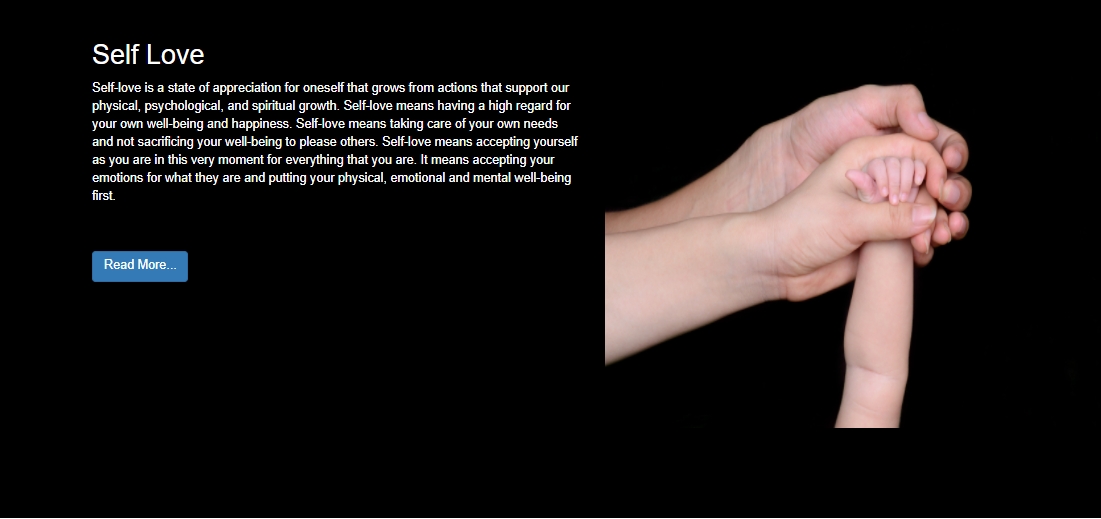 Self Love
Self-love is a state of appreciation for oneself that grows from actions that support our
physical, psychological, and spiritual growth. Self-love means having a high regard for
your own well-being and happiness. Self-love means taking care of your own needs
and not sacrificing your well-being to please others. Self-love means accepting yourself
as you are in this very moment for everything that you are. It means accepting your
emotions for what they are and putting your physical, emotional and mental well-being
first.
Read More...